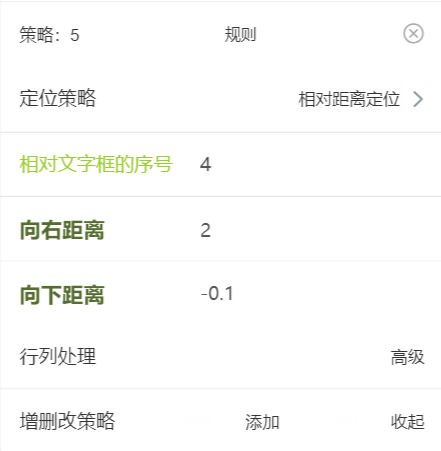 策略：5 规则
定位策略 相对距离定位
相对文字框的序号 4
向右距离 2
向下距离 -0.1
行列处理 高级
增删改策略 添加 收起